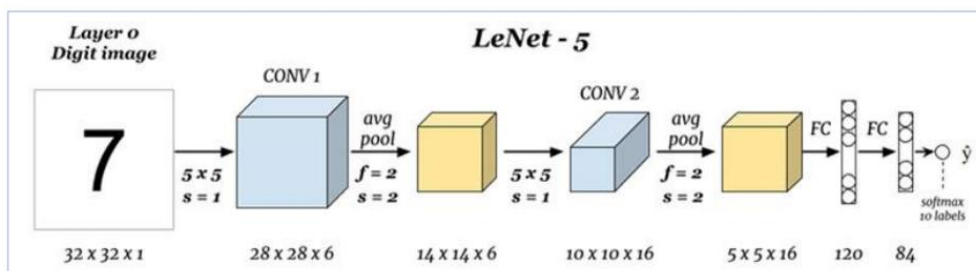 Layer 0
Digit image
LeNet - 5
CONV 1
CONV 2
avg
pool
avg
pool
FC
FC
7
5 x 5
s = 1
f = 2
s = 2
5 x 5
s = 1
f = 2
s = 2
ŷ
softmax
10 labels
32 x 32 x 1
28 x 28 x 6
14 x 14 x 6
10 x 10 x 16
5 x 5 x 16
120
84